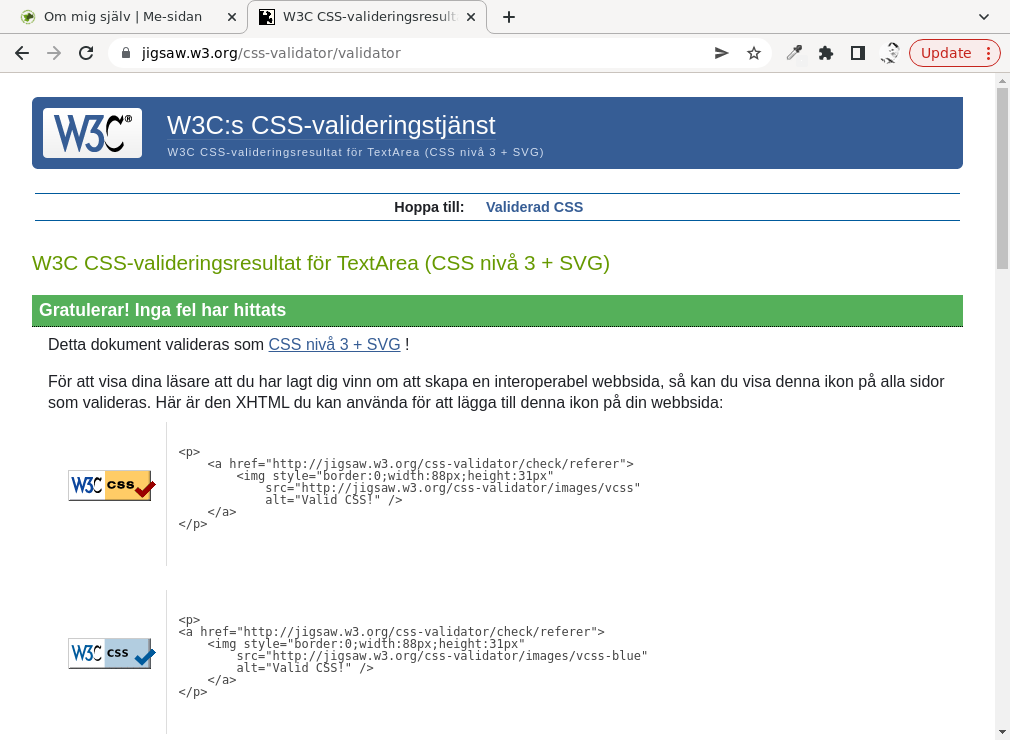 Om mig själv | Me-sidan
W3C CSS-valideringsresult
jigsaw.w3.org/css-validator/validator
Update
W3C®
W3C:s CSS-valideringstjänst
W3C CSS-valideringsresultat för TextArea (CSS nivå 3 + SVG)
Hoppa till: Validerad CSS
W3C CSS-valideringsresultat för TextArea (CSS nivå 3 + SVG)
Gratulerar! Inga fel har hittats
Detta dokument valideras som CSS nivå 3 + SVG !
För att visa dina läsare att du har lagt dig vinn om att skapa en interoperabel webbsida, så kan du visa denna ikon på alla sidor
som valideras. Här är den XHTML du kan använda för att lägga till denna ikon på din webbsida:
W3C css
<p>
    <a href="http://jigsaw.w3.org/css-validator/check/referer">
        <img style="border:0;width:88px;height:31px"
            src="http://jigsaw.w3.org/css-validator/images/vcss"
            alt="Valid CSS!" />
    </a>
</p>
W3C css
<p>
<a href="http://jigsaw.w3.org/css-validator/check/referer">
    <img style="border:0;width:88px;height:31px"
        src="http://jigsaw.w3.org/css-validator/images/vcss-blue"
        alt="Valid CSS!" />
    </a>
</p>